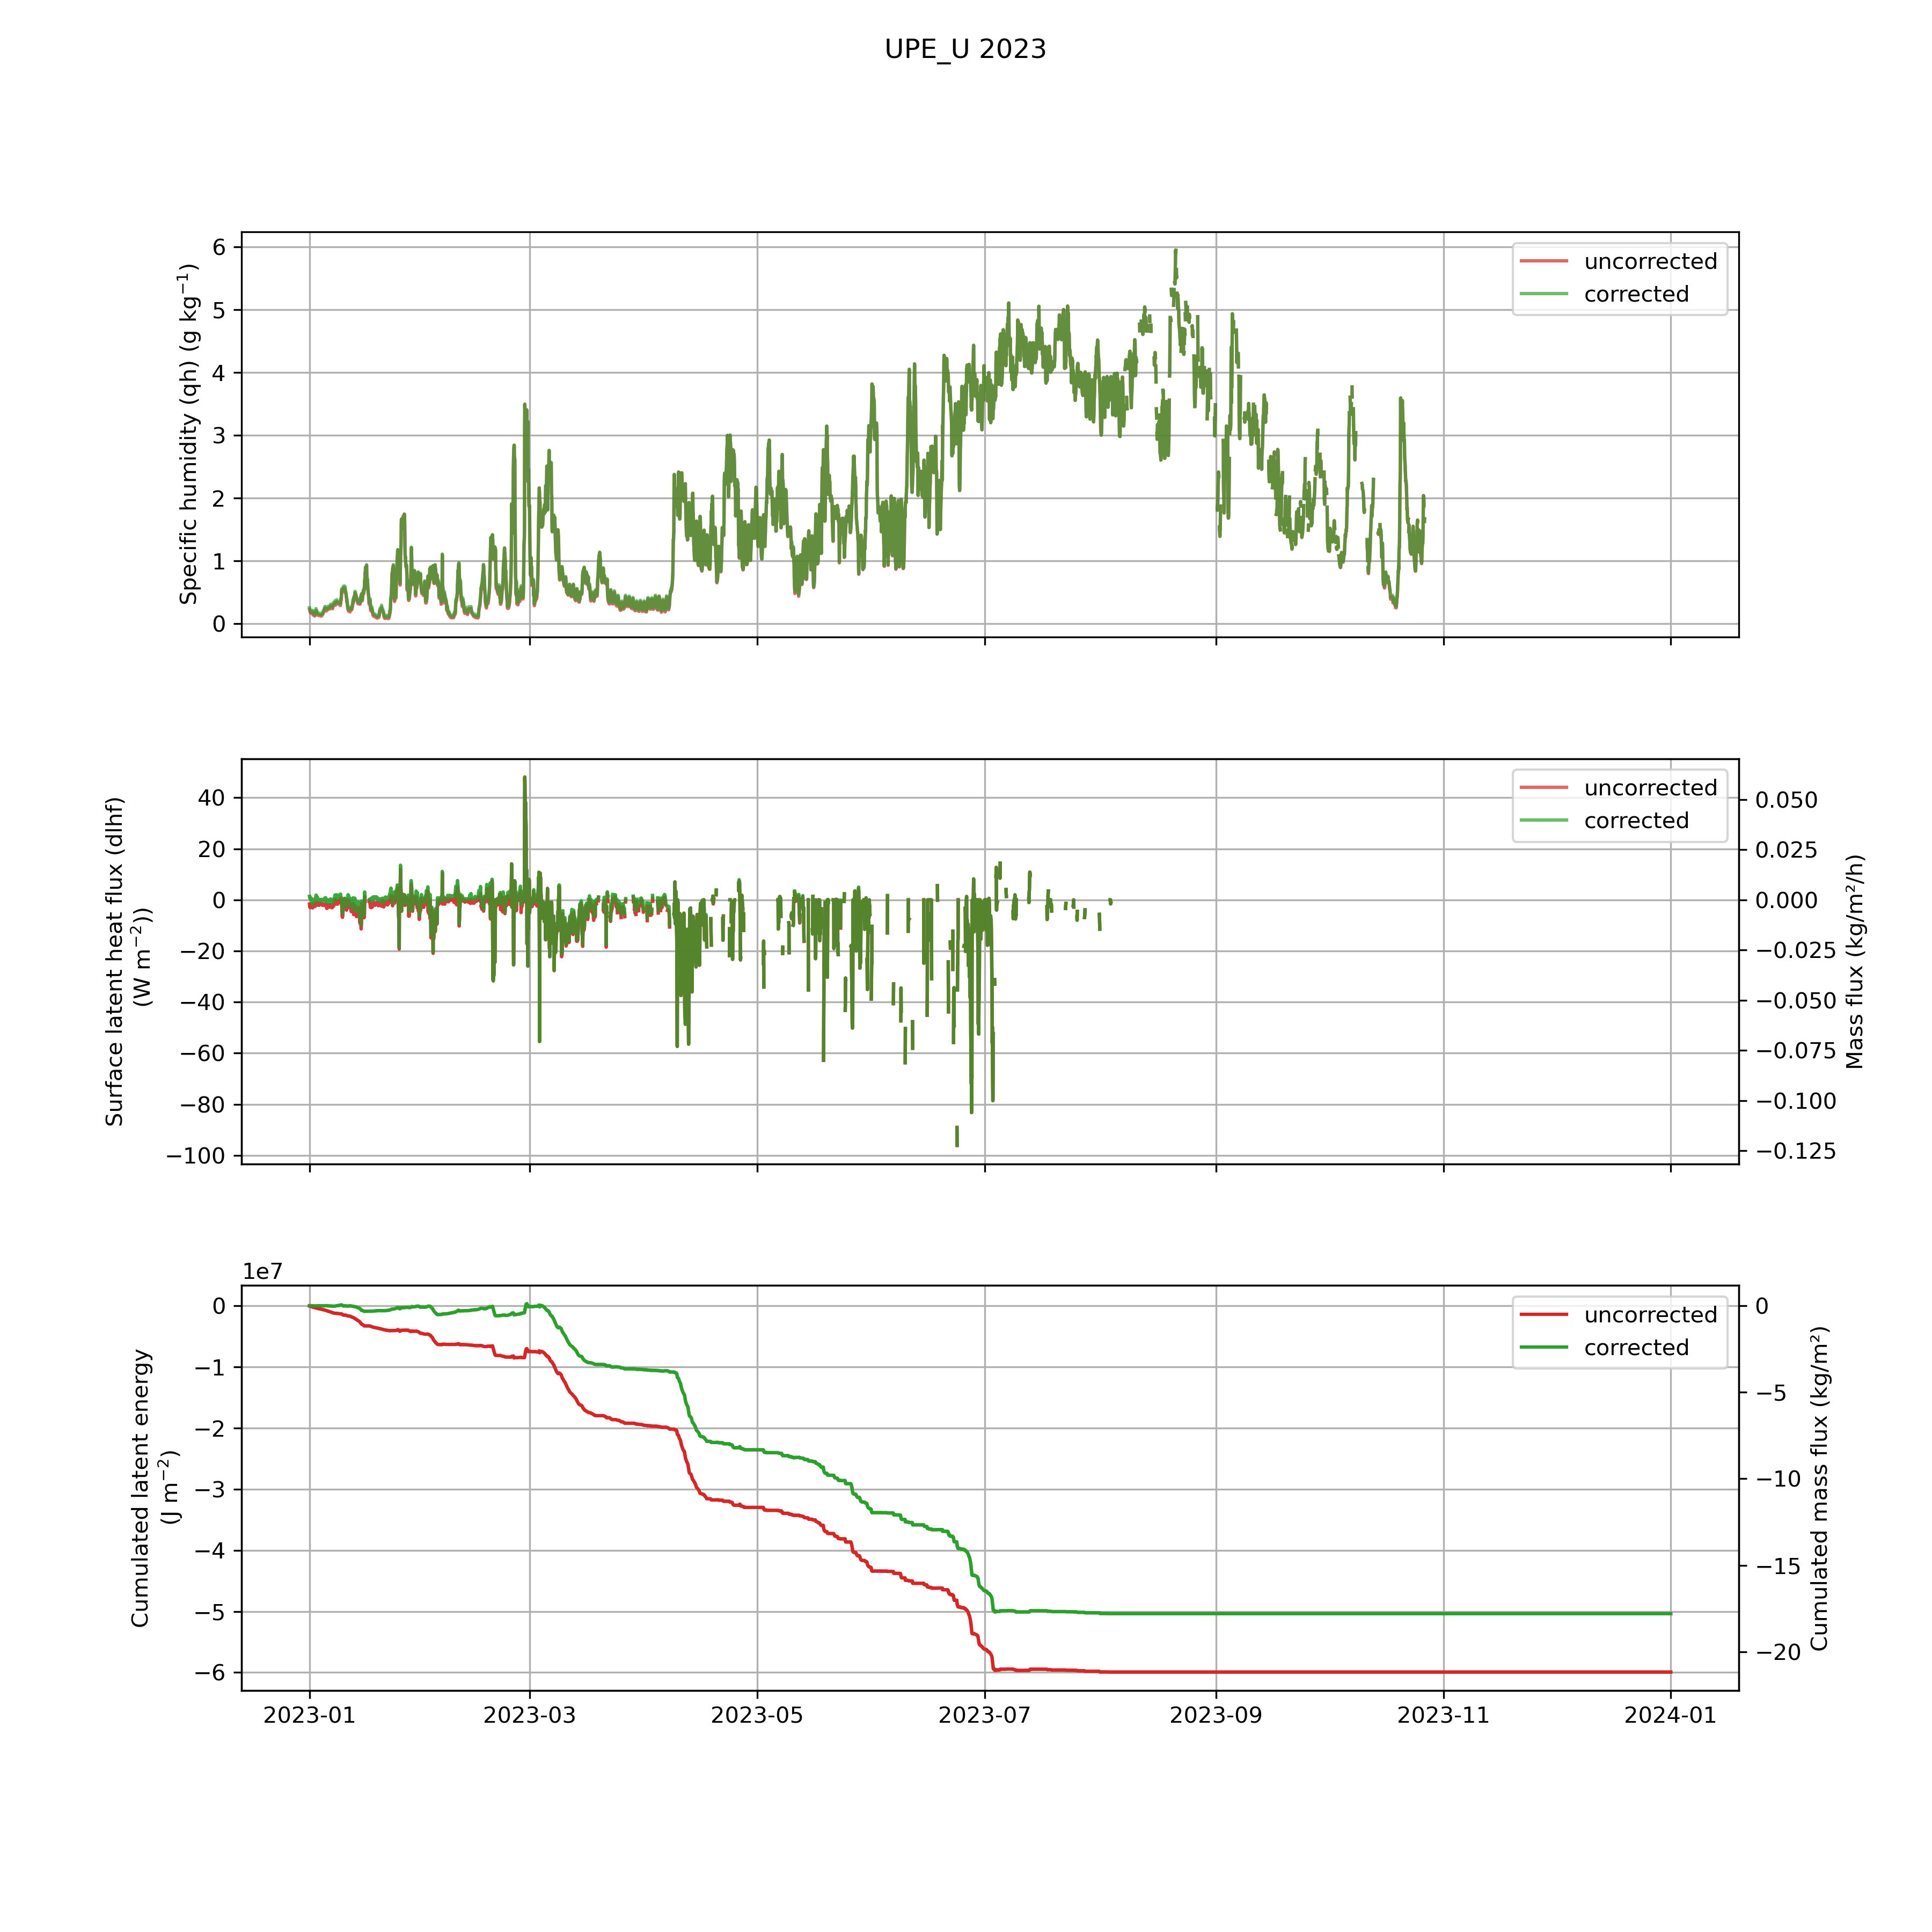 UPE_U 2023
Specific humidity (qh) (g kg⁻¹)
6
5
4
3
2
1
0
uncorrected
corrected
Surface latent heat flux (dlhf)
(W m⁻²))
40
20
0
−20
−40
−60
−80
−100
uncorrected
corrected
0.050
0.025
0.000
−0.025
−0.050
−0.075
−0.100
−0.125
Mass flux (kg/m²/h)
1e7
Cumulated latent energy
(J m⁻²)
0
−1
−2
−3
−4
−5
−6
uncorrected
corrected
0
−5
−10
−15
−20
Cumulated mass flux (kg/m²)
2023-01
2023-03
2023-05
2023-07
2023-09
2023-11
2024-01